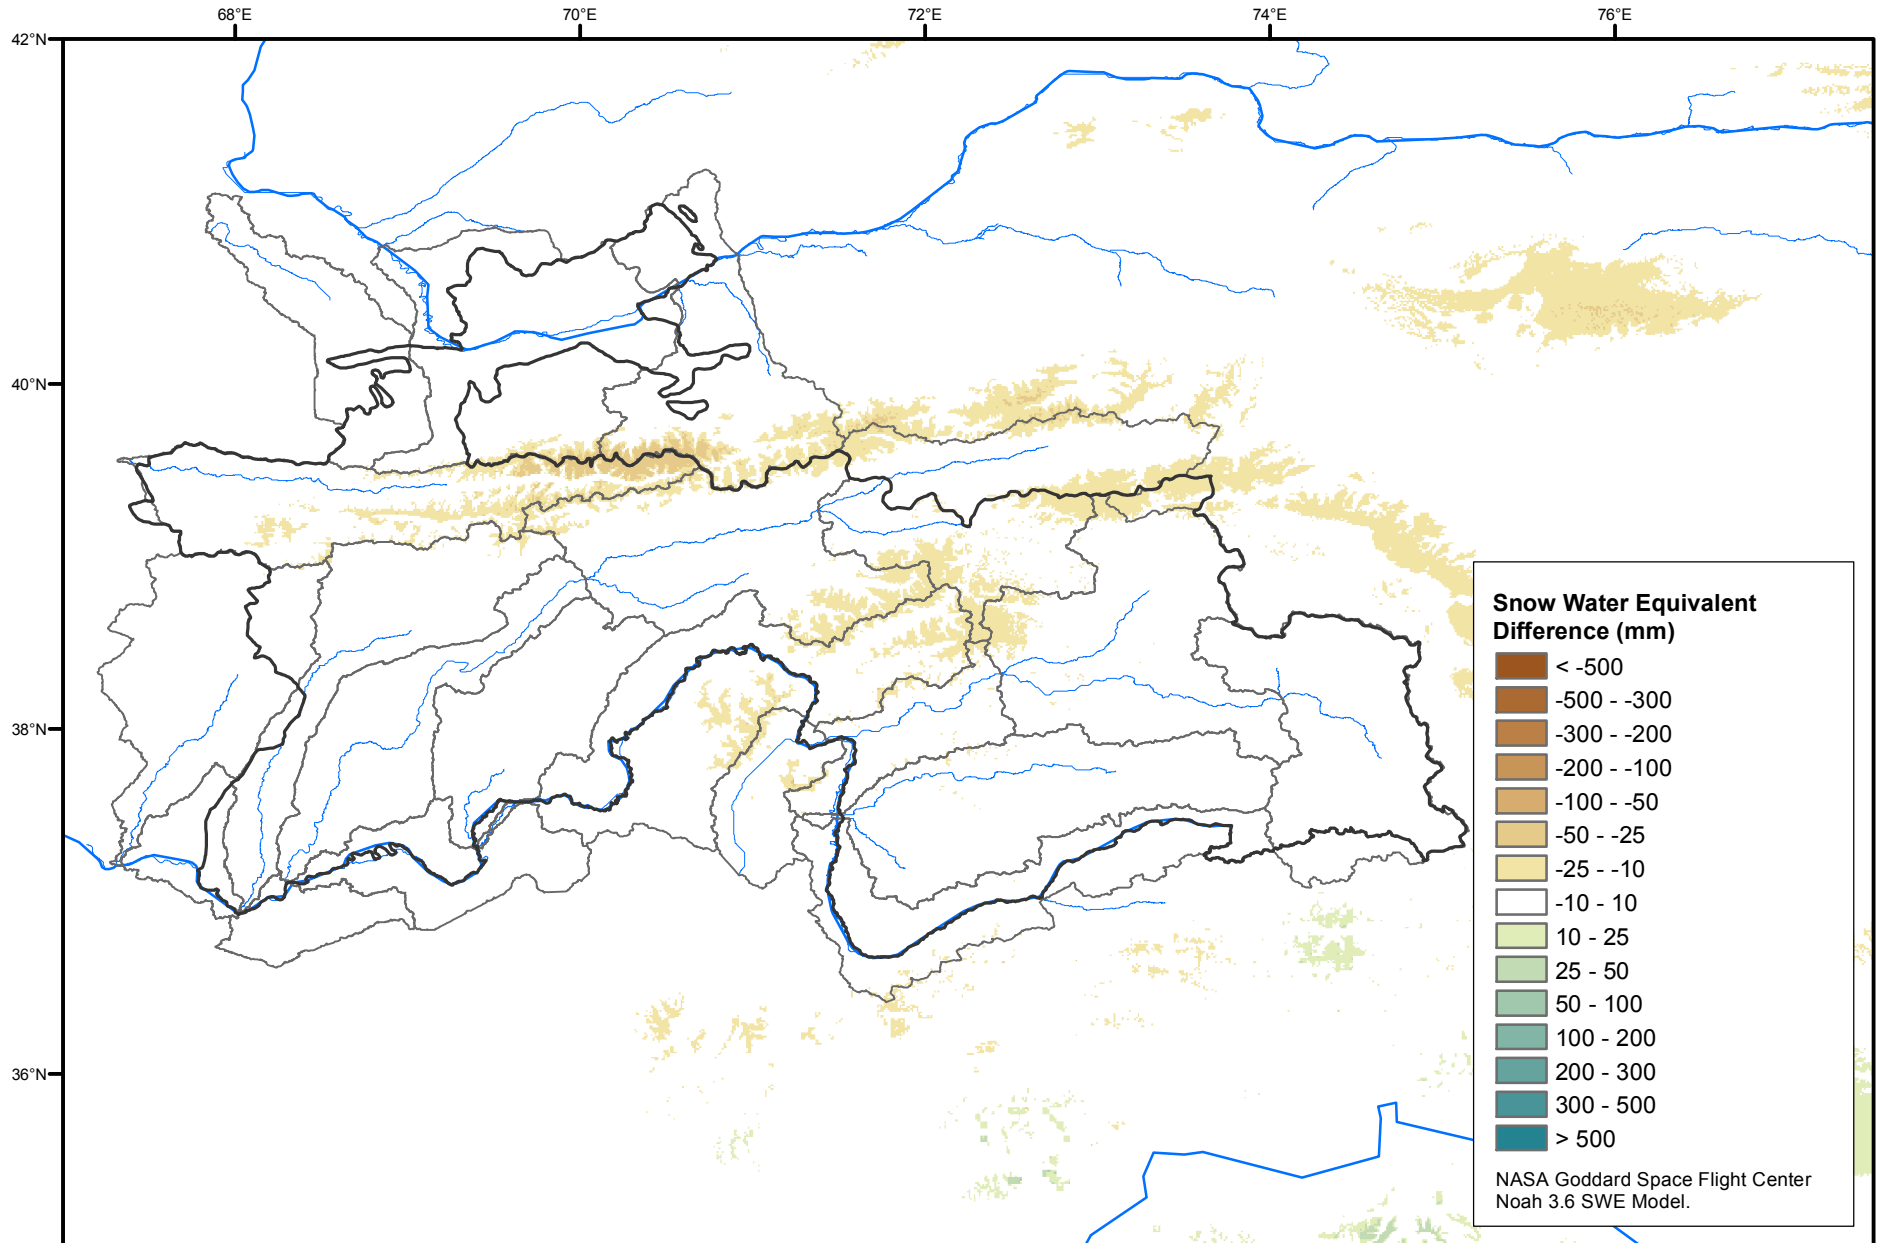 68°E 70°E 72°E 74°E 76°E
42°N
40°N
38°N
36°N
Snow Water Equivalent
Difference (mm)
< -500
-500 - -300
-300 - -200
-200 - -100
-100 - -50
-50 - -25
-25 - -10
-10 - 10
10 - 25
25 - 50
50 - 100
100 - 200
200 - 300
300 - 500
> 500
NASA Goddard Space Flight Center
Noah 3.6 SWE Model.